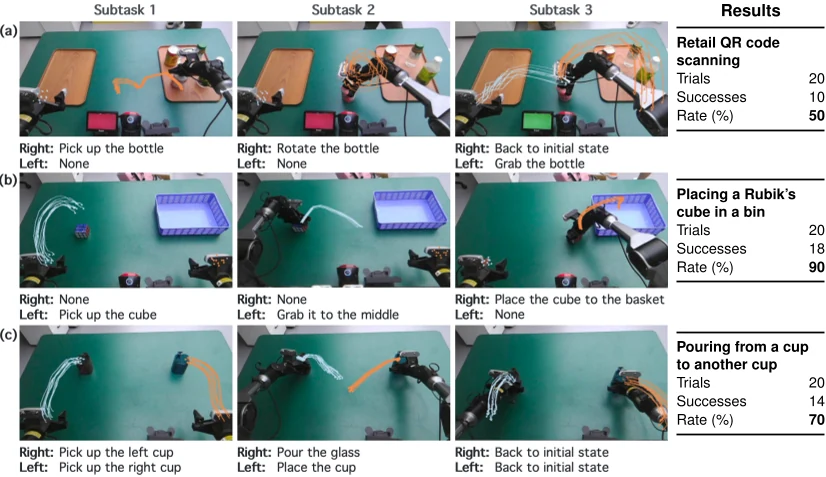 Subtask 1
Subtask 2
Subtask 3
Results
(a)
Right: Pick up the bottle
Left: None
Right: Rotate the bottle
Left: None
Right: Back to initial state
Left: Grab the bottle
Retail QR code
scanning
Trials 20
Successes 10
Rate (%) 50
(b)
Right: None
Left: Pick up the cube
Right: None
Left: Grab it to the middle
Right: Place the cube to the basket
Left: None
Placing a Rubik's
cube in a bin
Trials 20
Successes 18
Rate (%) 90
(c)
Right: Pick up the left cup
Left: Pick up the right cup
Right: Pour the glass
Left: Place the cup
Right: Back to initial state
Left: Back to initial state
Pouring from a cup
to another cup
Trials 20
Successes 14
Rate (%) 70